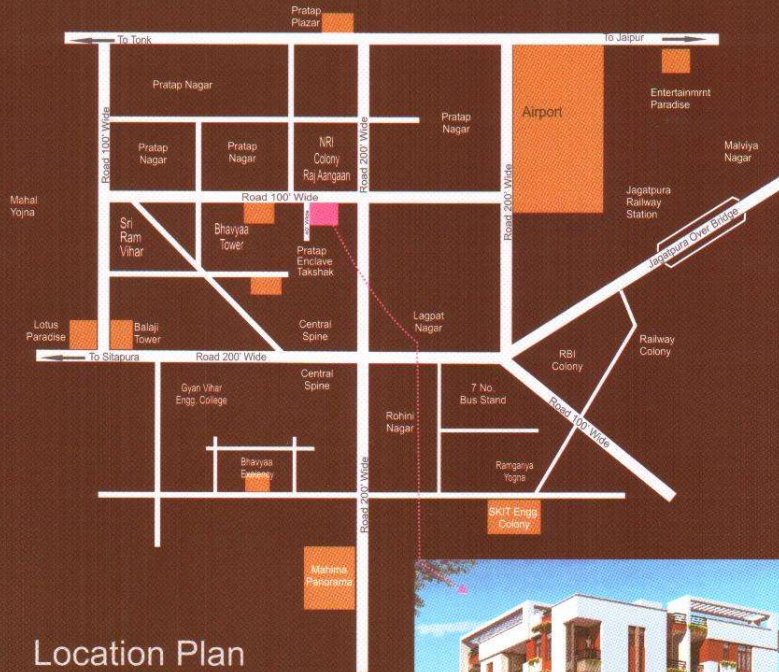 Pratap
Plazar
To Tonk
To Jaipur
Pratap Nagar
Entertainmrnt
Paradise
Airport
Road 100' Wide
Road 200' Wide
Pratap
Nagar
Pratap
Nagar
Pratap
Nagar
NRI
Colony
Raj Aangaan
Malviya
Nagar
Mahal
Yojna
Road 100' Wide
Road 200' Wide
Jagatpura
Railway
Station
Jagatpura Over Bridge
Sri
Ram
Vihar
Bhavyaa
Tower
Pratap
Enclave
Takshak
Lotus
Paradise
Balaji
Tower
Central
Spine
Lagpat
Nagar
RBI
Colony
Railway
Colony
To Sitapura
Road 200' Wide
Gyan Vihar
Engg. College
Central
Spine
7 No.
Bus Stand
Rohini
Nagar
Road 100' Wide
Bhavyaa
Ramganya
Yogna
Road 200' Wide
SKIT Engg.
Colony
Mahima
Panorama
Location Plan